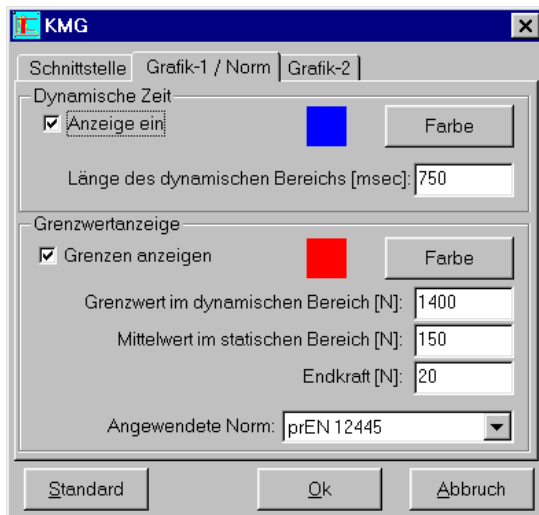 KMG
Schnittstelle Grafik-1 / Norm Grafik-2
Dynamische Zeit
Anzeige ein Farbe
Länge des dynamischen Bereichs [msec]: 750
Grenzwertanzeige
Grenzen anzeigen Farbe
Grenzwert im dynamischen Bereich [N]: 1400
Mittelwert im statischen Bereich [N]: 150
Endkraft [N]: 20
Angewendete Norm: prEN 12445
Standard Ok Abbruch